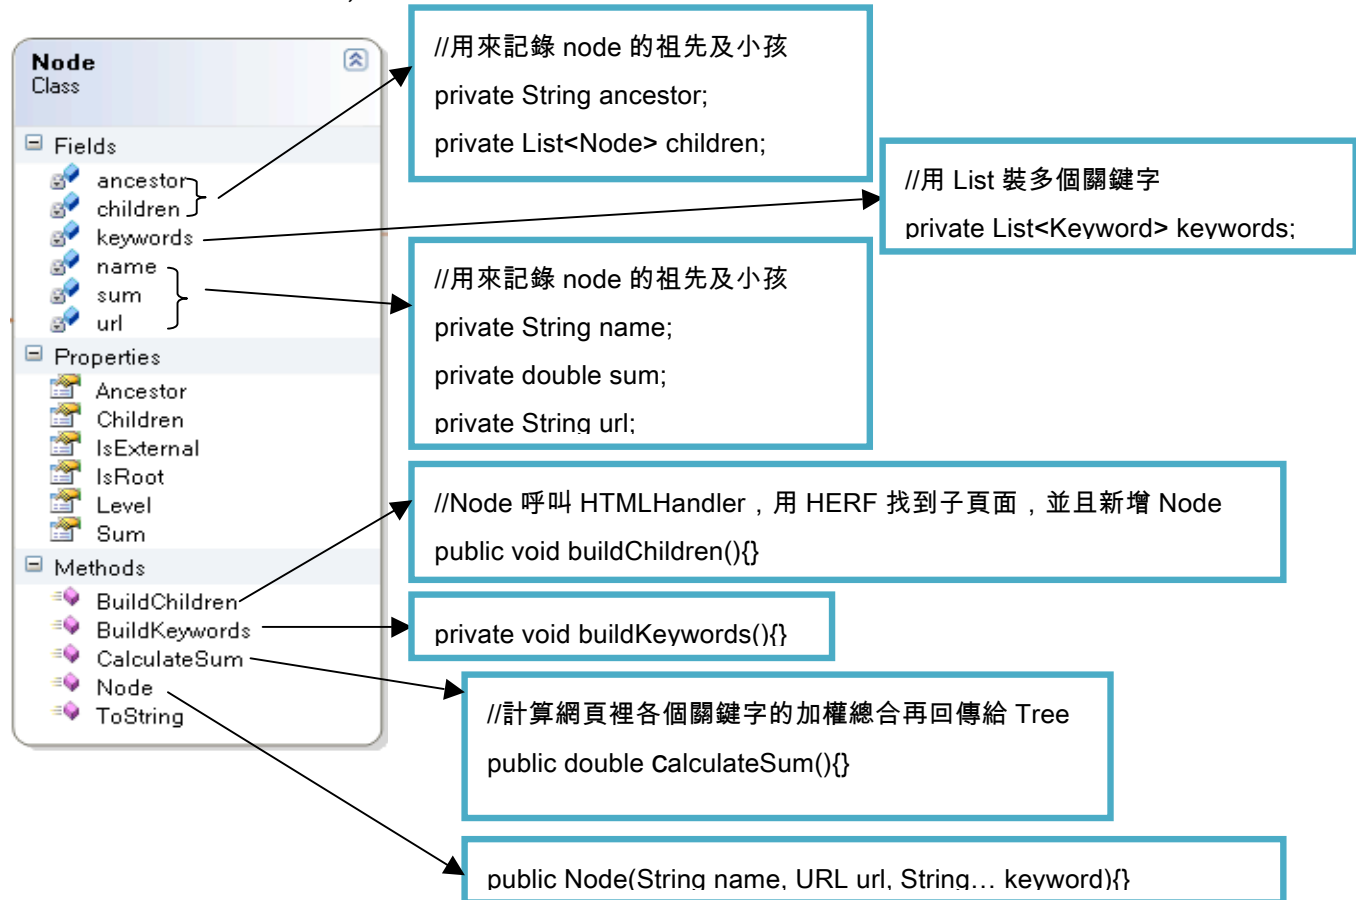 Node
Class
Fields
ancestor
children
keywords
name
sum
url
Properties
Ancestor
Children
IsExternal
IsRoot
Level
Sum
Methods
BuildChildren
BuildKeywords
CalculateSum
Node
ToString
//用來記錄 node 的祖先及小孩
private String ancestor;
private List<Node> children;
//用 List 裝多個關鍵字
private List<Keyword> keywords;
//用來記錄 node 的祖先及小孩
private String name;
private double sum;
private String url;
//Node 呼叫 HTMLHandler，用 HERF 找到子頁面，並且新增 Node
public void buildChildren(){}
private void buildKeywords(){}
//計算網頁裡各個關鍵字的加權總合再回傳給 Tree
public double calculateSum(){}
public Node(String name, URL url, String… keyword){}